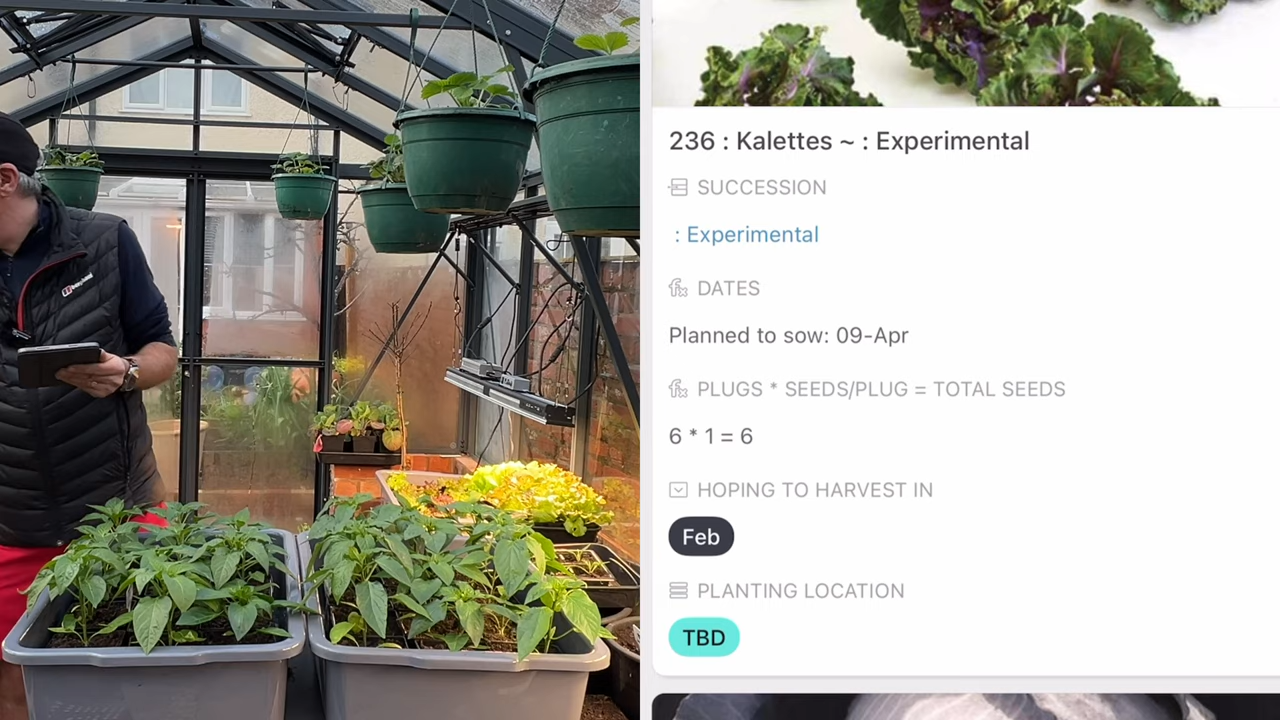 236 : Kalettes ~ : Experimental
SUCCESSION
: Experimental
DATES
Planned to sow: 09-Apr
PLUGS * SEEDS/PLUG = TOTAL SEEDS
6 * 1 = 6
HOPING TO HARVEST IN
Feb
PLANTING LOCATION
TBD